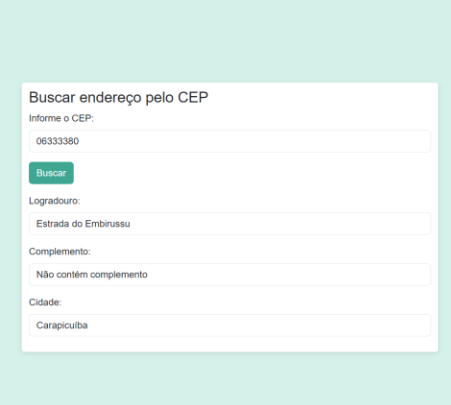 Buscar endereço pelo CEP
Informe o CEP:
06333380
Buscar
Logradouro:
Estrada do Embirussu
Complemento:
Não contém complemento
Cidade:
Carapicuíba